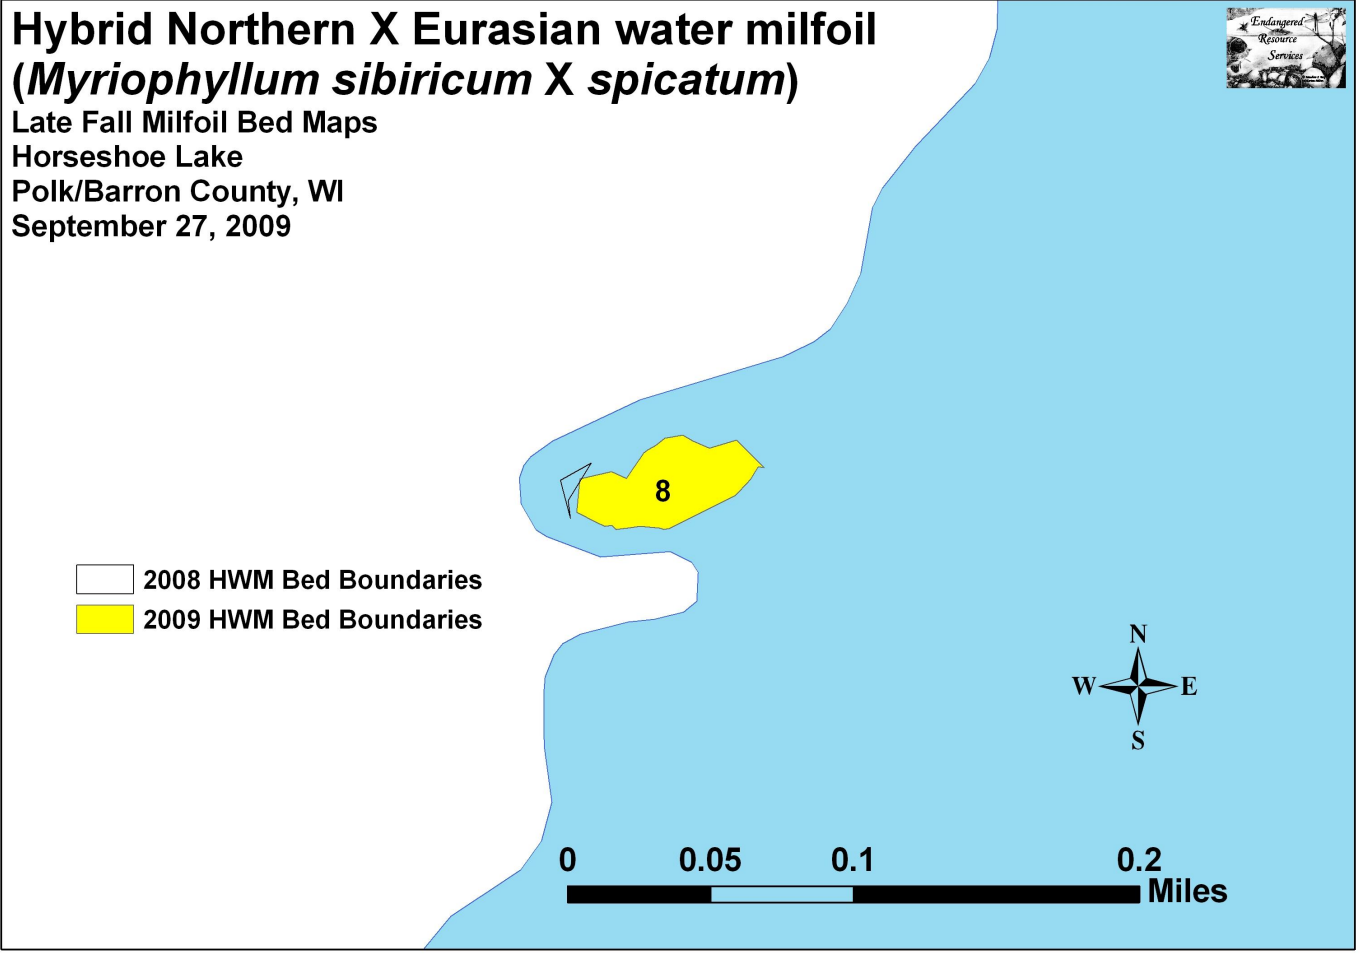 Hybrid Northern X Eurasian water milfoil
(Myriophyllum sibiricum X spicatum)
Late Fall Milfoil Bed Maps
Horseshoe Lake
Polk/Barron County, WI
September 27, 2009
Endangered
Resource
Services
8
2008 HWM Bed Boundaries
2009 HWM Bed Boundaries
N
W E
S
0 0.05 0.1 0.2
Miles